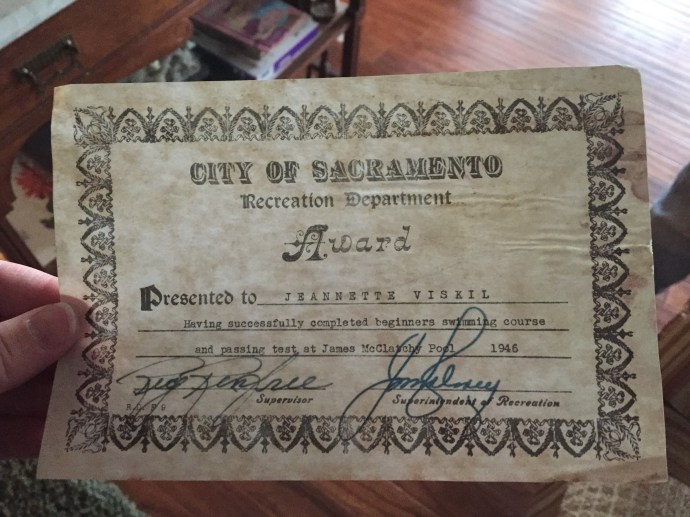 CITY OF SACRAMENTO
Recreation Department
Award
Presented to JEANNETTE VISKIL
Having successfully completed beginners swimming course
and passing test at James McClatchy Pool 1946
Supervisor Superintendent of Recreation